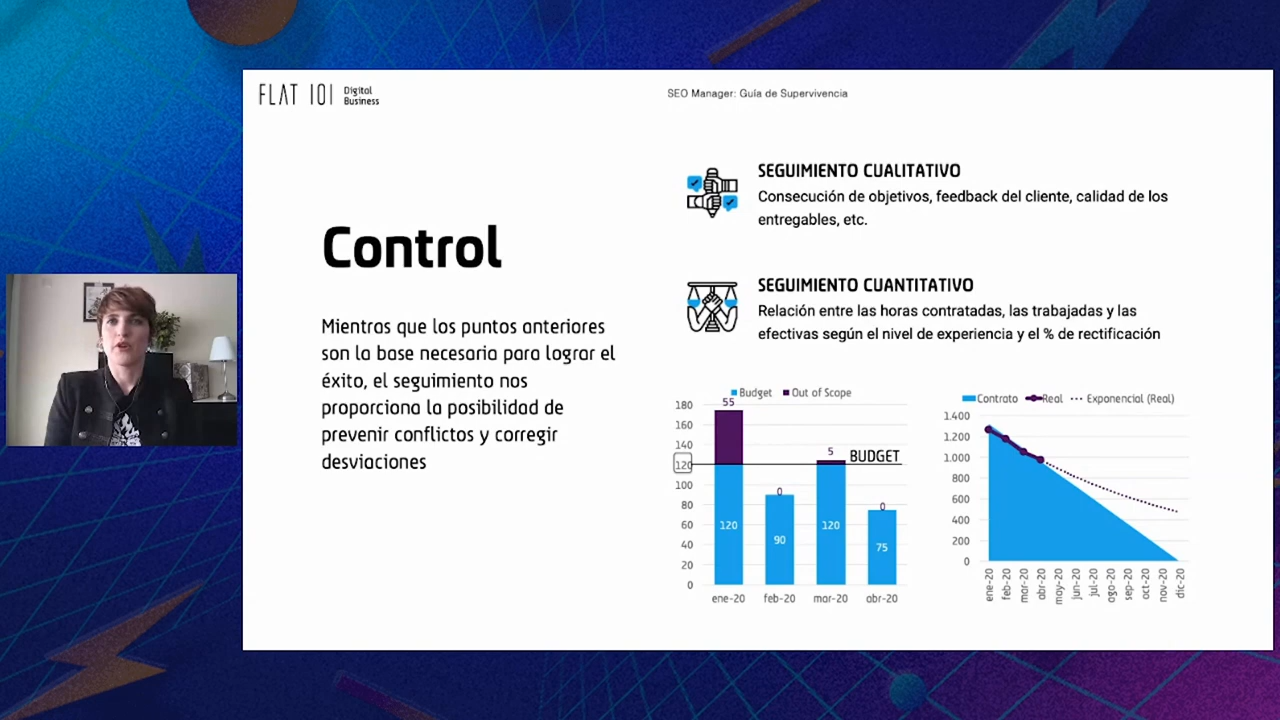 FLAT 101 Digital Business
SEO Manager: Guía de Supervivencia
Control
Mientras que los puntos anteriores
son la base necesaria para lograr el
éxito, el seguimiento nos
proporciona la posibilidad de
prevenir conflictos y corregir
desviaciones
SEGUIMIENTO CUALITATIVO
Consecución de objetivos, feedback del cliente, calidad de los
entregables, etc.
SEGUIMIENTO CUANTITATIVO
Relación entre las horas contratadas, las trabajadas y las
efectivas según el nivel de experiencia y el % de rectificación
Budget Out of Scope
180
160
140
120
100
80
60
40
20
0
55
5
BUDGET
0
0
120
90
120
75
ene-20 feb-20 mar-20 abr-20
Contrato Real Exponencial (Real)
1.400
1.200
1.000
800
600
400
200
0
ene-20
feb-20
mar-20
abr-20
may-20
jun-20
jul-20
ago-20
sep-20
oct-20
nov-20
dic-20